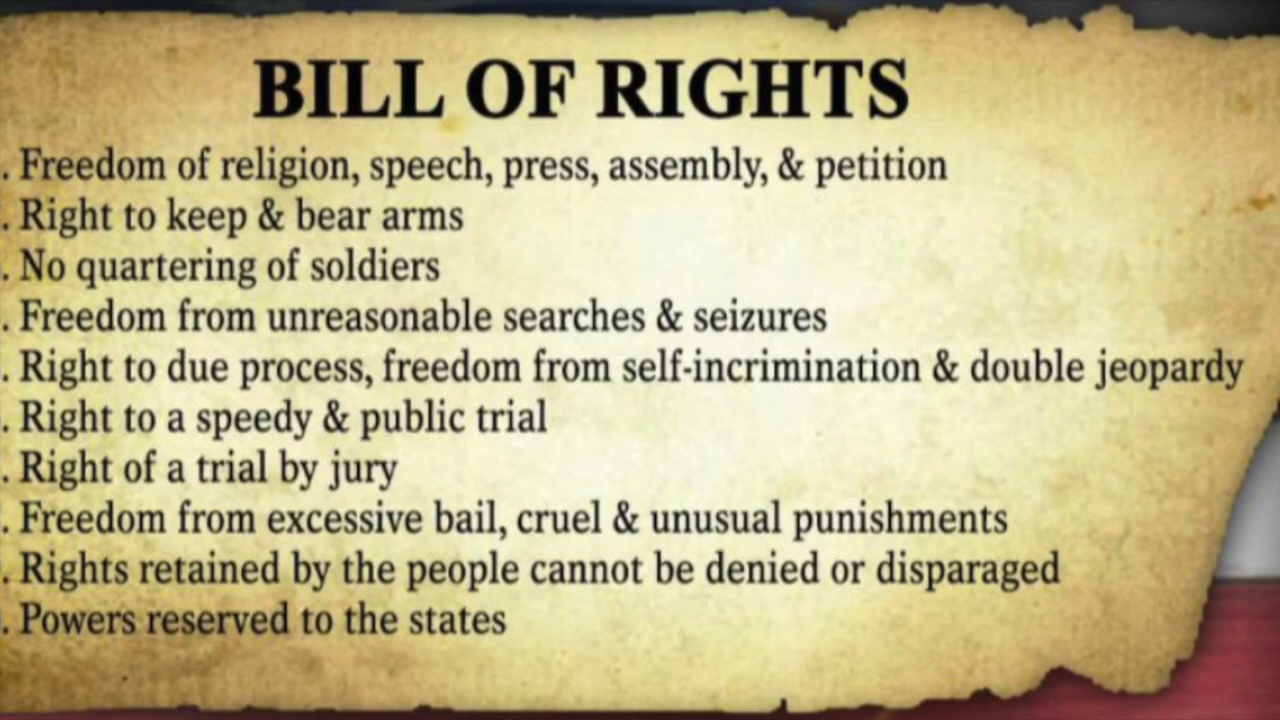 BILL OF RIGHTS
. Freedom of religion, speech, press, assembly, & petition
. Right to keep & bear arms
. No quartering of soldiers
. Freedom from unreasonable searches & seizures
. Right to due process, freedom from self-incrimination & double jeopardy
. Right to a speedy & public trial
. Right of a trial by jury
. Freedom from excessive bail, cruel & unusual punishments
. Rights retained by the people cannot be denied or disparaged
. Powers reserved to the states